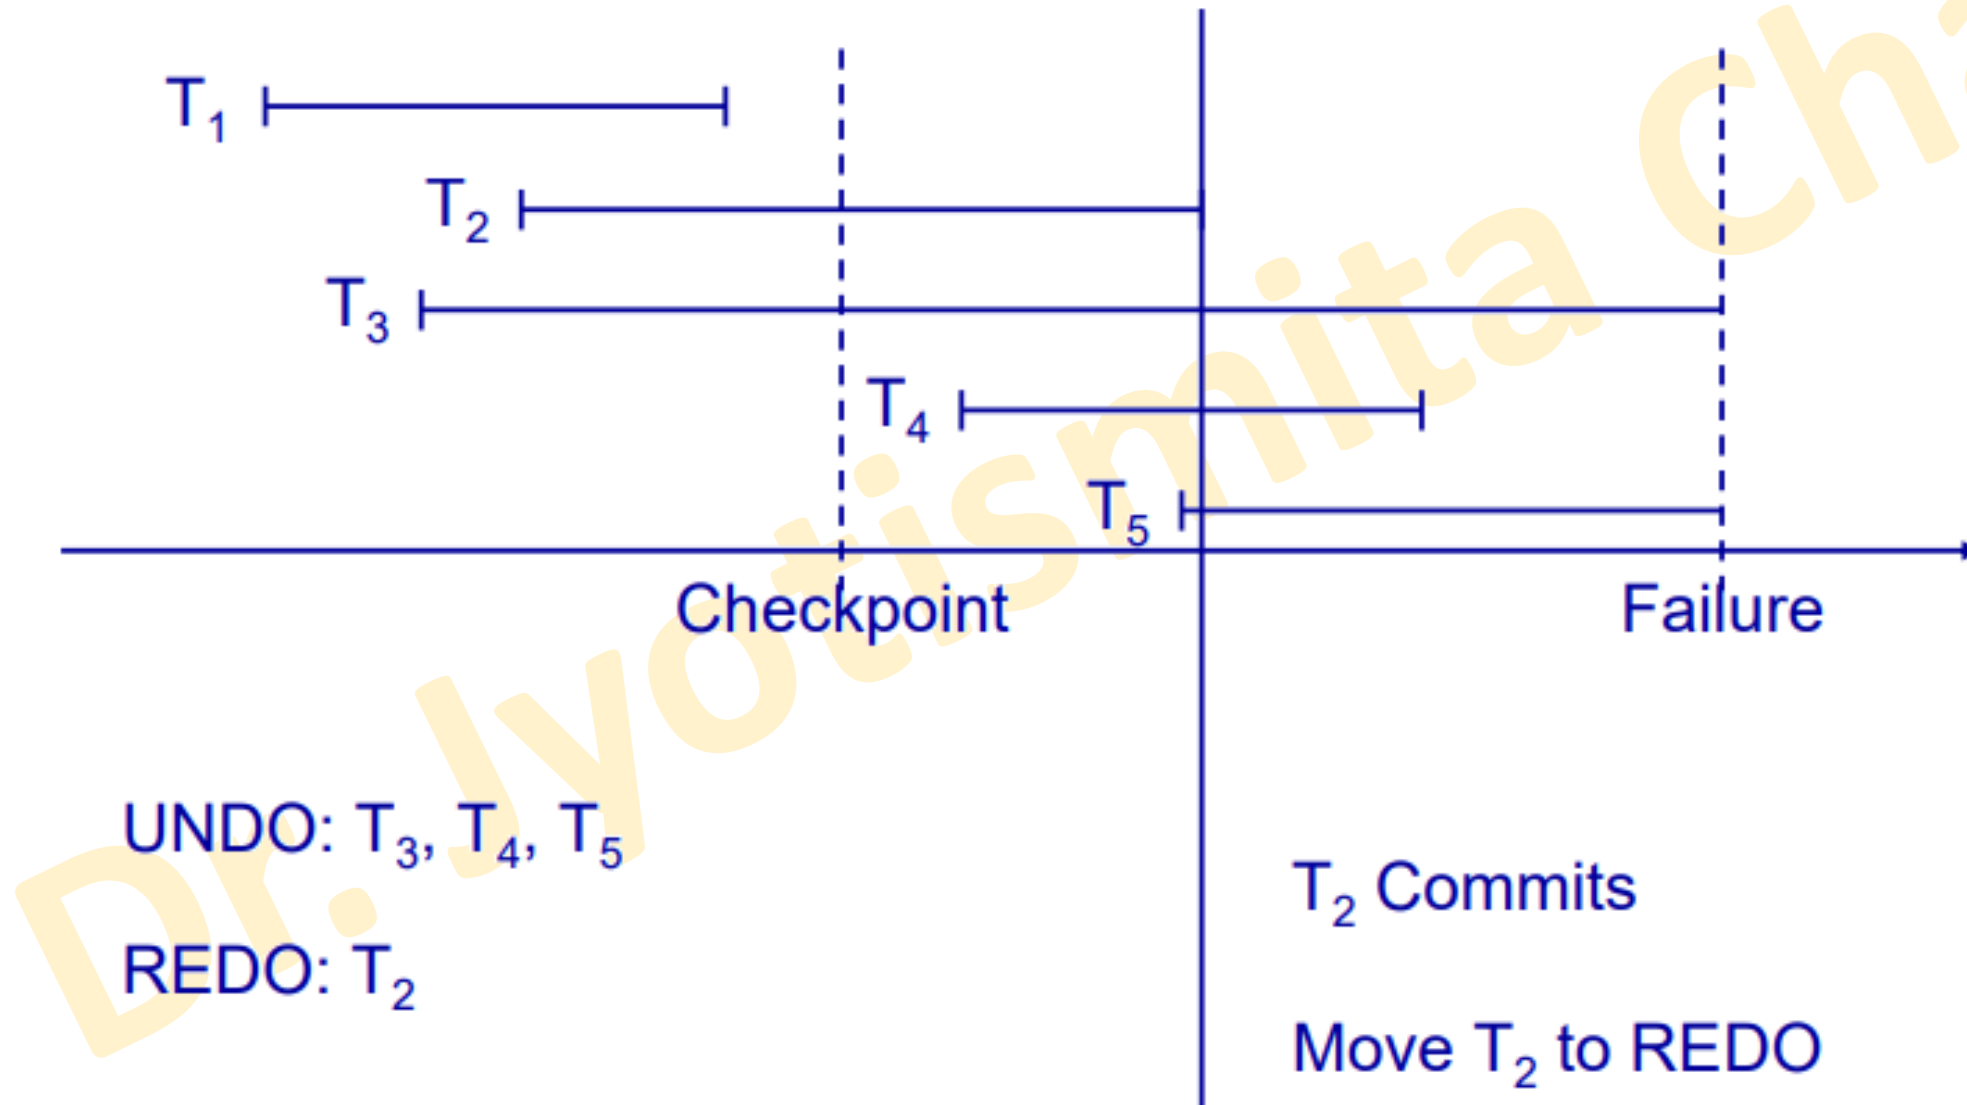 T1
T2
T3
T4
T5
Checkpoint
Failure
UNDO: T3, T4, T5
REDO: T2
T2 Commits
Move T2 to REDO
Dr. Jyotismita